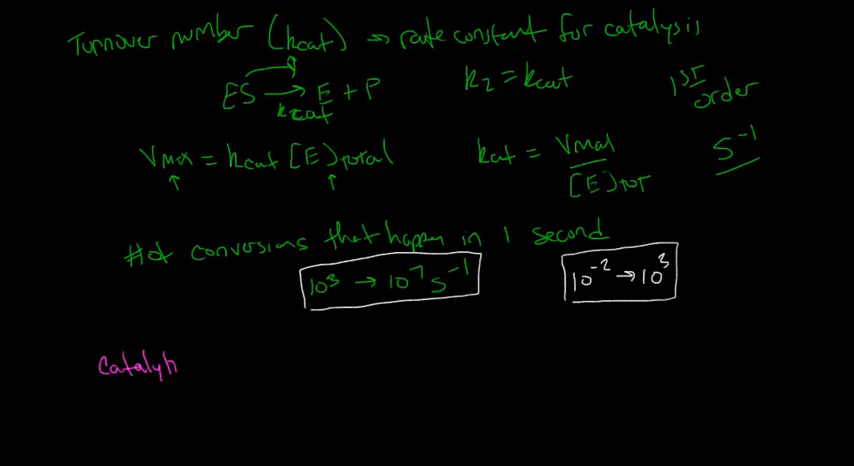 Turnover number (kcat) → rate constant for catalysis
ES → E + P
kcat
k₂ = kcat
1ST order
Vmax = kcat [E]total
kcat = Vmax / [E]tot
S⁻¹
# of conversions that happen in 1 second
10³ → 10⁷ S⁻¹
10⁻² → 10³
Catalyt